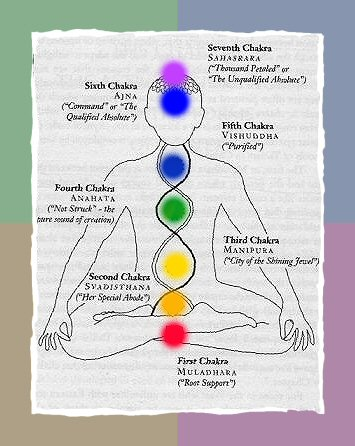 Seventh Chakra
SAHASRARA
("Thousand Petaled" or
"The Unqualified Absolute")
Sixth Chakra
AJNA
("Command" or "The
Qualified Absolute")
Fifth Chakra
VISHUDDHA
("Purified")
Fourth Chakra
ANAHATA
("Not Struck" - the
pure sound of creation)
Third Chakra
MANIPURA
("City of the Shining Jewel")
Second Chakra
SVADISTHANA
("Her Special Abode")
First Chakra
MULADHARA
("Root Support")